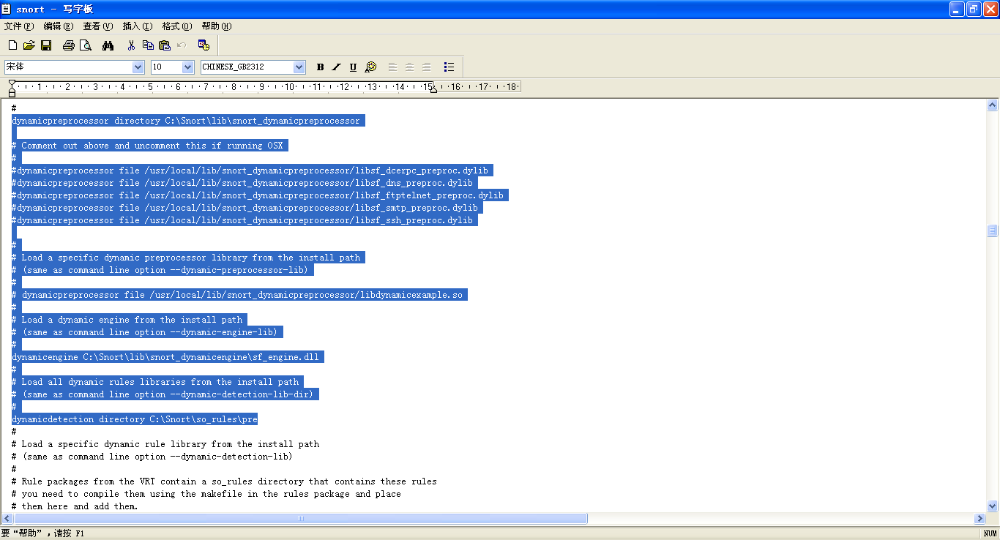 snort - 写字板
文件(F) 编辑(E) 查看(V) 插入(I) 格式(O) 帮助(H)
宋体 10 CHINESE_GB2312 B / U
1 2 3 4 5 6 7 8 9 10 11 12 13 14 15 16 17 18
#
dynamicpreprocessor directory C:\Snort\lib\snort_dynamicpreprocessor
# Comment out above and uncomment this if running OSX
#
#dynamicpreprocessor file /usr/local/lib/snort_dynamicpreprocessor/libsf_dcerpc_preproc.dylib
#dynamicpreprocessor file /usr/local/lib/snort_dynamicpreprocessor/libsf_dns_preproc.dylib
#dynamicpreprocessor file /usr/local/lib/snort_dynamicpreprocessor/libsf_ftptelnet_preproc.dylib
#dynamicpreprocessor file /usr/local/lib/snort_dynamicpreprocessor/libsf_smtp_preproc.dylib
#dynamicpreprocessor file /usr/local/lib/snort_dynamicpreprocessor/libsf_ssh_preproc.dylib
#
# Load a specific dynamic preprocessor library from the install path
# (same as command line option --dynamic-preprocessor-lib)
#
# dynamicpreprocessor file /usr/local/lib/snort_dynamicpreprocessor/libdynamicexample.so
#
# Load a dynamic engine from the install path
# (same as command line option --dynamic-engine-lib)
#
dynamicengine C:\Snort\lib\snort_dynamicengine\sf_engine.dll
#
# Load all dynamic rules libraries from the install path
# (same as command line option --dynamic-detection-lib-dir)
#
dynamicdetection directory C:\Snort\so_rules\pre
#
# Load a specific dynamic rule library from the install path
# (same as command line option --dynamic-detection-lib)
#
# Rule packages from the VRT contain a so_rules directory that contains these rules
# you need to compile them using the makefile in the rules package and place
# them here and add them.
要“帮助”，请按 F1
NUM